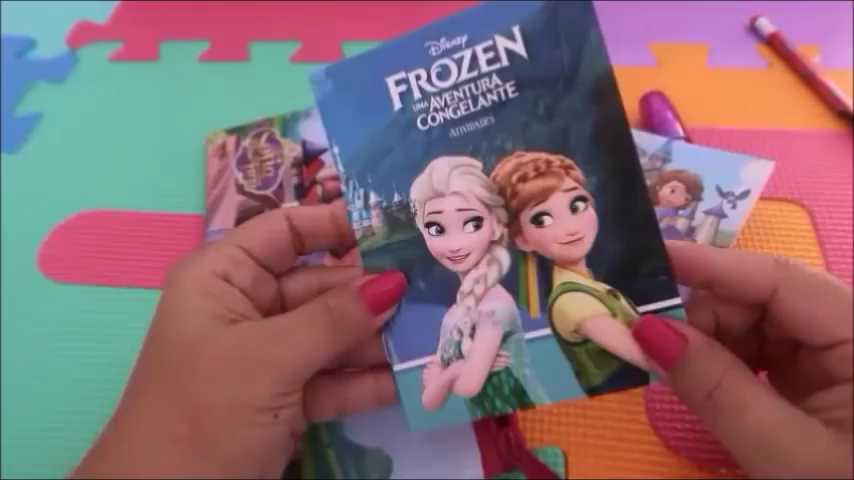 Disney
FROZEN
UMA AVENTURA
CONGELANTE
ATIVIDADES